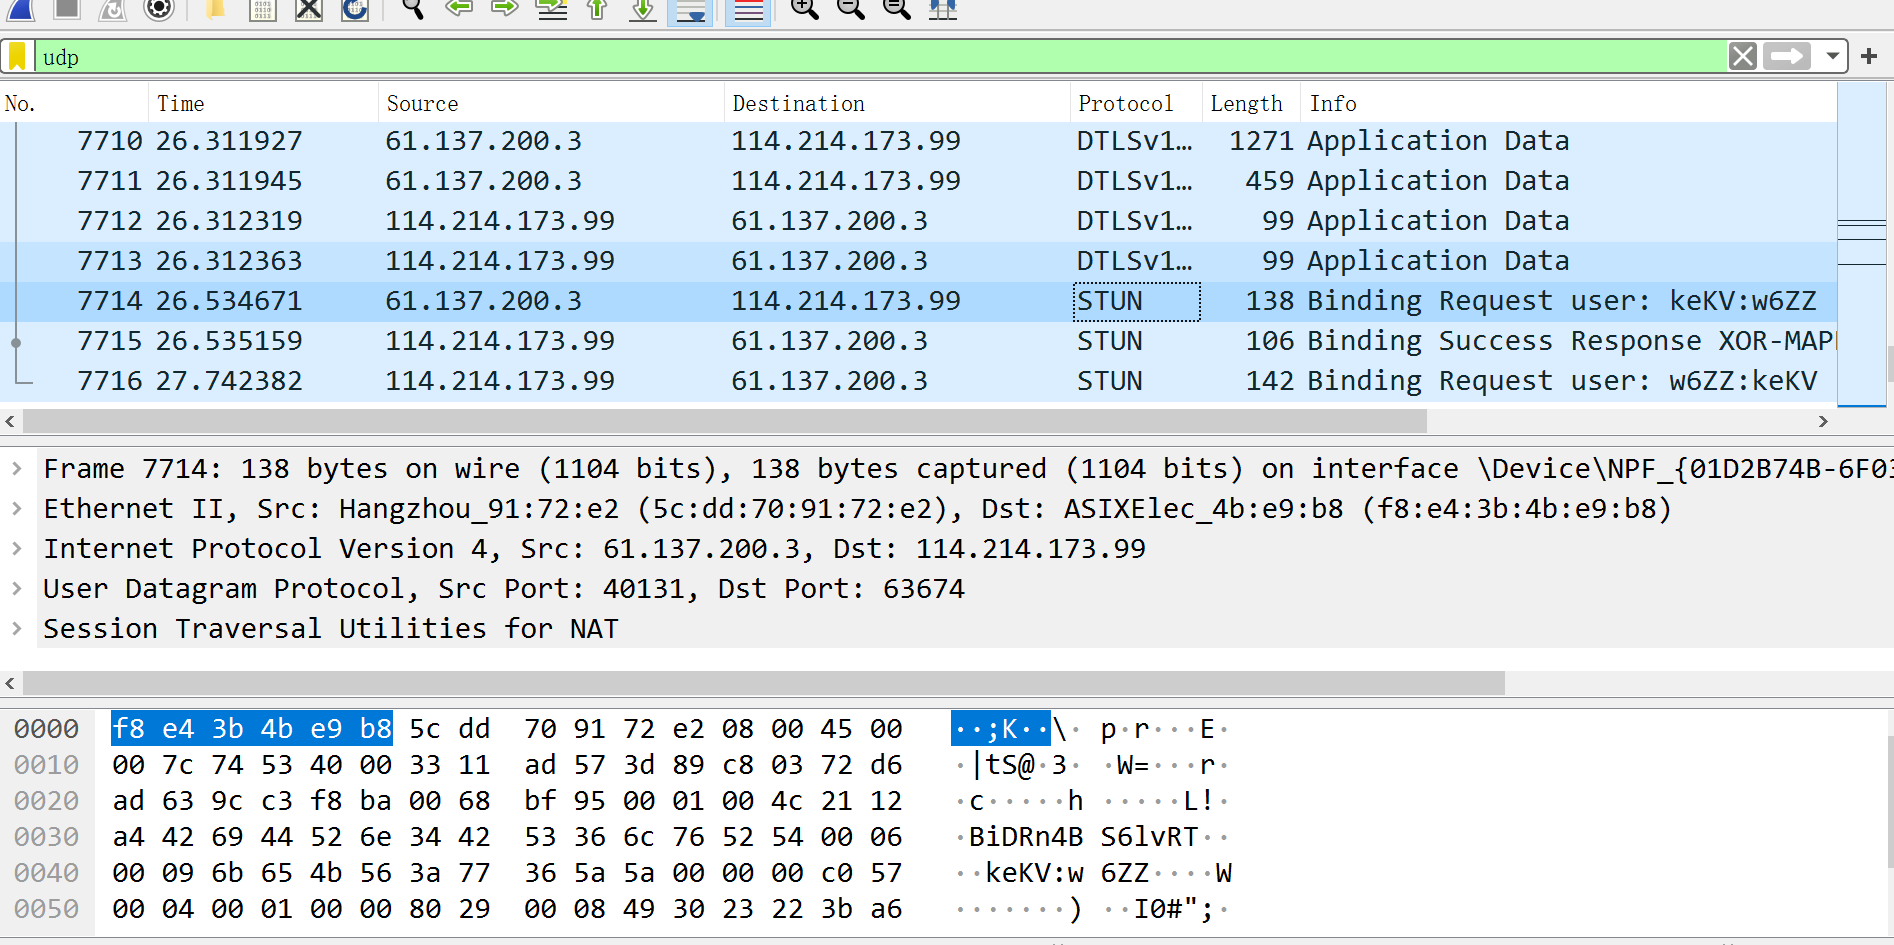 udp
No. Time Source Destination Protocol Length Info
7710 26.311927 61.137.200.3 114.214.173.99 DTLSv1… 1271 Application Data
7711 26.311945 61.137.200.3 114.214.173.99 DTLSv1… 459 Application Data
7712 26.312319 114.214.173.99 61.137.200.3 DTLSv1… 99 Application Data
7713 26.312363 114.214.173.99 61.137.200.3 DTLSv1… 99 Application Data
7714 26.534671 61.137.200.3 114.214.173.99 STUN 138 Binding Request user: keKV:w6ZZ
7715 26.535159 114.214.173.99 61.137.200.3 STUN 106 Binding Success Response XOR-MAP
7716 27.742382 114.214.173.99 61.137.200.3 STUN 142 Binding Request user: w6ZZ:keKV
Frame 7714: 138 bytes on wire (1104 bits), 138 bytes captured (1104 bits) on interface \Device\NPF_{01D2B74B-6F03
Ethernet II, Src: Hangzhou_91:72:e2 (5c:dd:70:91:72:e2), Dst: ASIXElec_4b:e9:b8 (f8:e4:3b:4b:e9:b8)
Internet Protocol Version 4, Src: 61.137.200.3, Dst: 114.214.173.99
User Datagram Protocol, Src Port: 40131, Dst Port: 63674
Session Traversal Utilities for NAT
0000 f8 e4 3b 4b e9 b8 5c dd 70 91 72 e2 08 00 45 00 ··;K··\· p·r···E·
0010 00 7c 74 53 40 00 33 11 ad 57 3d 89 c8 03 72 d6 ·|tS@·3· ·W=···r·
0020 ad 63 9c c3 f8 ba 00 68 bf 95 00 01 00 4c 21 12 ·c·····h ·····L!·
0030 a4 42 69 44 52 6e 34 42 53 36 6c 76 52 54 00 06 ·BiDRn4B S6lvRT··
0040 00 09 6b 65 4b 56 3a 77 36 5a 5a 00 00 00 c0 57 ··keKV:w 6ZZ····W
0050 00 04 00 01 00 00 80 29 00 08 49 30 23 22 3b a6 ·······) ··I0#";·